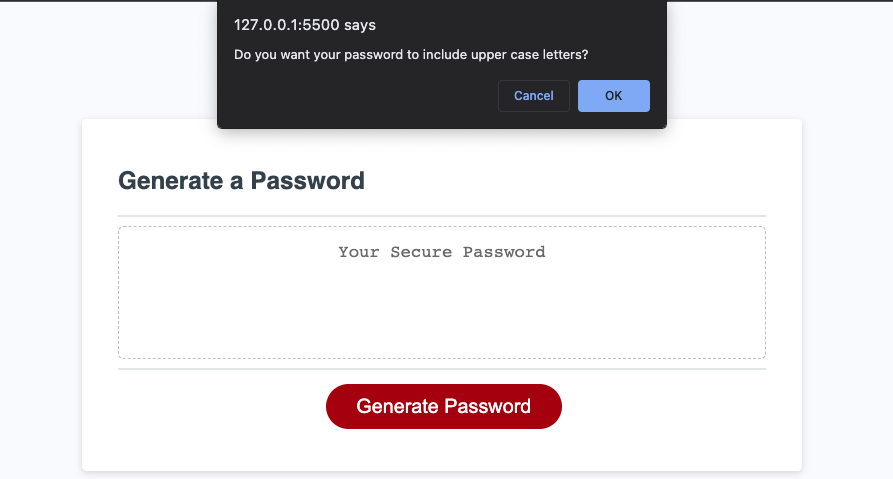 127.0.0.1:5500 says
Do you want your password to include upper case letters?
Cancel OK
Generate a Password
Your Secure Password
Generate Password